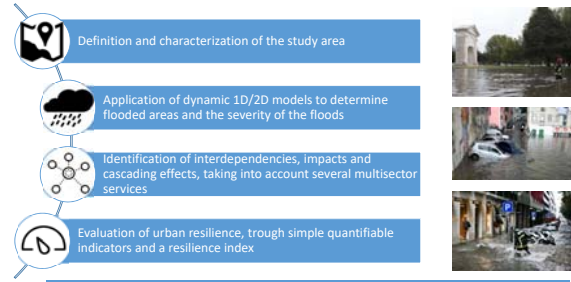 Definition and characterization of the study area
Application of dynamic 1D/2D models to determine
flooded areas and the severity of the floods
Identification of interdependencies, impacts and
cascading effects, taking into account several multisector
services
Evaluation of urban resilience, trough simple quantifiable
indicators and a resilience index
P